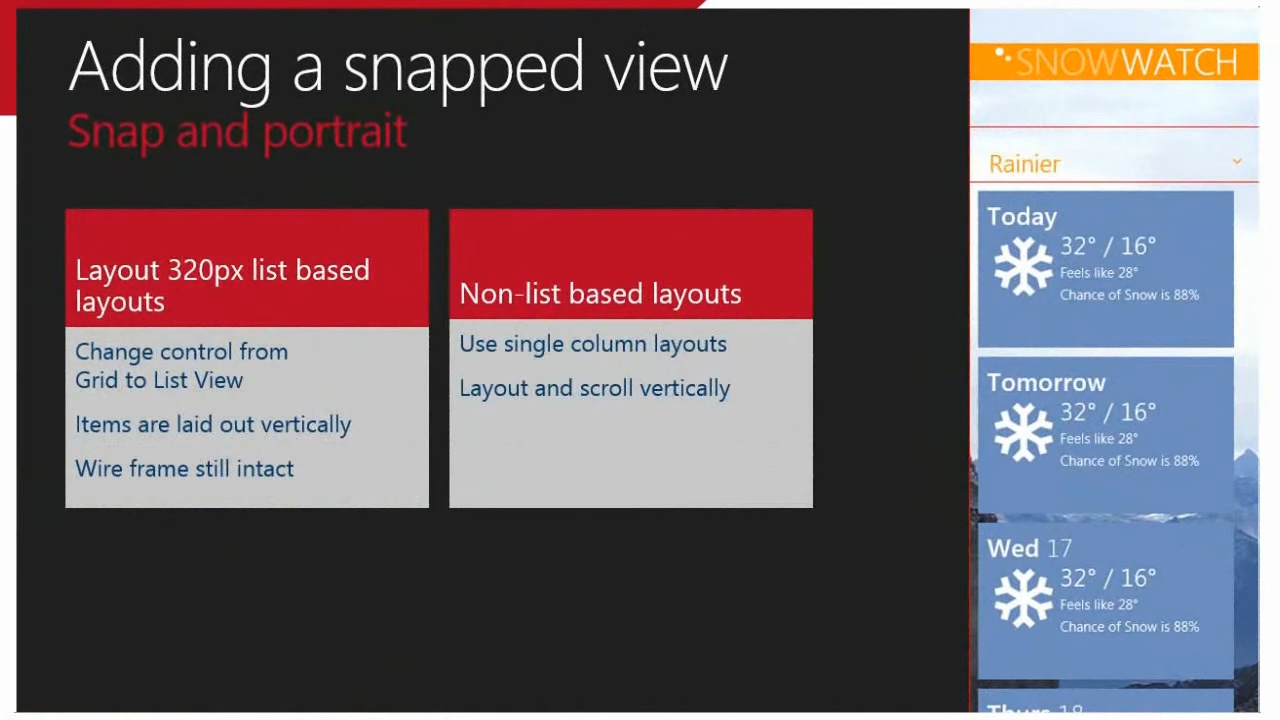 Adding a snapped view
Snap and portrait
Layout 320px list based
layouts
Change control from
Grid to List View
Items are laid out vertically
Wire frame still intact
Non-list based layouts
Use single column layouts
Layout and scroll vertically
SNOWWATCH
Rainier
Today
32° / 16°
Feels like 28°
Chance of Snow is 88%
Tomorrow
32° / 16°
Feels like 28°
Chance of Snow is 88%
Wed 17
32° / 16°
Feels like 28°
Chance of Snow is 88%
Thurs 18